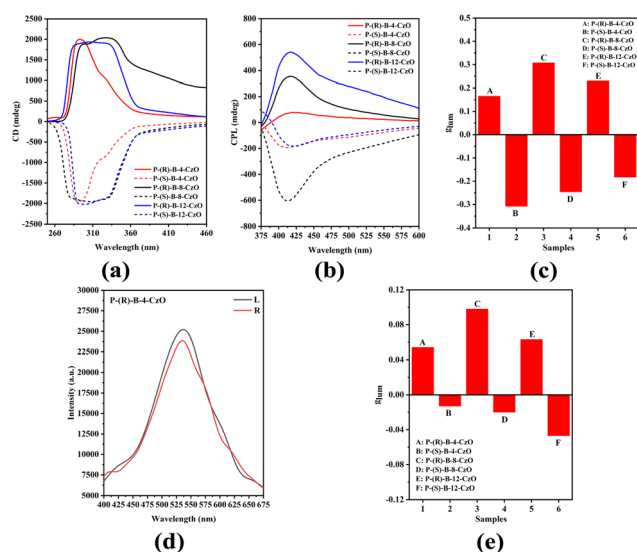 P-(R)-B-4-CzO
P-(S)-B-4-CzO
P-(R)-B-8-CzO
P-(S)-B-8-CzO
P-(R)-B-12-CzO
P-(S)-B-12-CzO
CD (mdeg)
2500
2000
1500
1000
500
0
500
1000
1500
2000
2500
260
310
360
410
460
Wavelength (nm)
(a)
P-(R)-B-4-CzO
P-(S)-B-4-CzO
P-(R)-B-8-CzO
P-(S)-B-8-CzO
P-(R)-B-12-CzO
P-(S)-B-12-CzO
CPL (mdeg)
800
600
400
200
0
-200
-400
-600
-800
375
400
425
450
475
500
525
550
575
600
Wavelength (nm)
(b)
A: P-(R)-B-4-CzO
B: P-(S)-B-4-CzO
C: P-(R)-B-8-CzO
D: P-(S)-B-8-CzO
E: P-(R)-B-12-CzO
F: P-(S)-B-12-CzO
glum
0.5
0.4
0.3
0.2
0.1
0.0
-0.1
-0.2
-0.3
-0.4
A
B
C
D
E
F
1
2
3
4
5
6
Samples
(c)
P-(R)-B-4-CzO
L
R
Intensity (a.u.)
30000
27500
25000
22500
20000
17500
15000
12500
10000
7500
5000
400
425
450
475
500
525
550
575
600
625
650
675
Wavelength (nm)
(d)
glum
0.12
0.08
0.04
0.00
-0.04
-0.08
-0.12
A
B
C
D
E
F
A: P-(R)-B-4-CzO
B: P-(S)-B-4-CzO
C: P-(R)-B-8-CzO
D: P-(S)-B-8-CzO
E: P-(R)-B-12-CzO
F: P-(S)-B-12-CzO
1
2
3
4
5
6
Samples
(e)